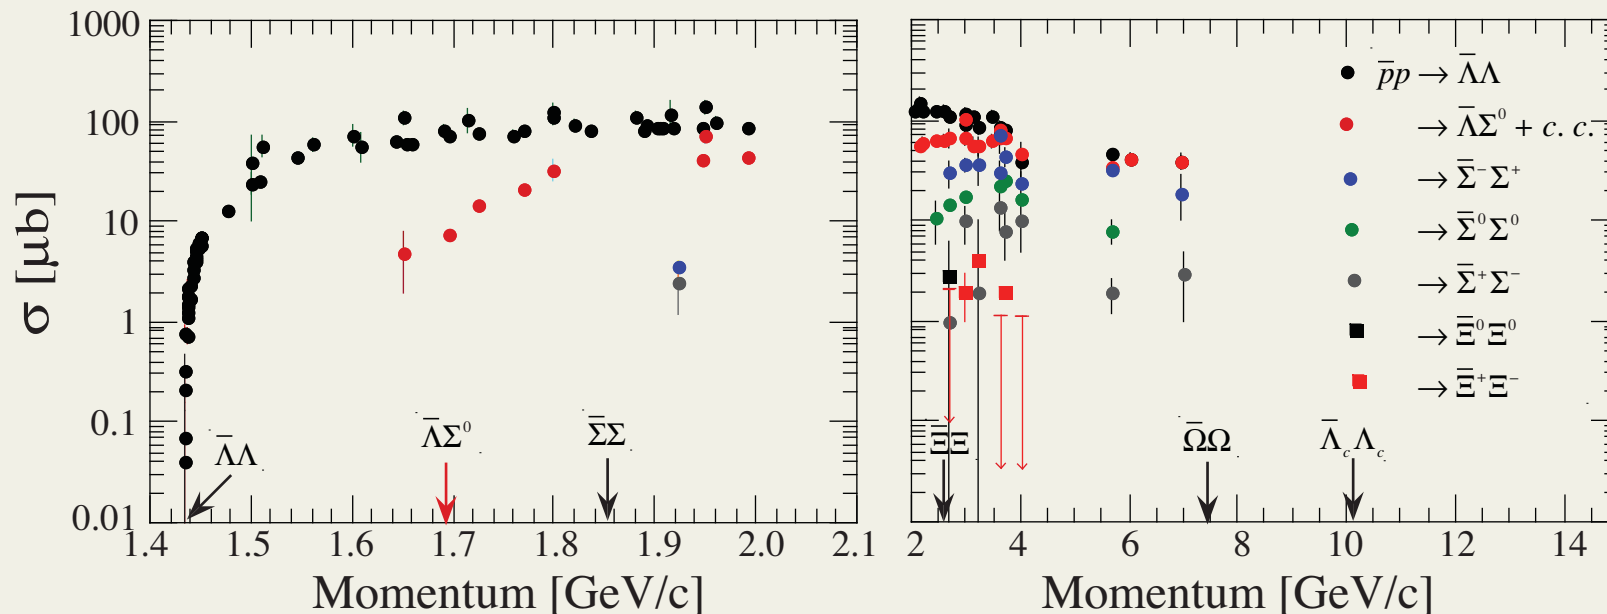 σ [μb]
1000
100
10
1
0.1
0.01
Λ̅Λ
Λ̅Σ⁰
Σ̅Σ
1.4 1.5 1.6 1.7 1.8 1.9 2.0 2.1
Momentum [GeV/c]
p̅p → Λ̅Λ
→ Λ̅Σ⁰ + c. c.
→ Σ̅⁻Σ⁺
→ Σ̅⁰Σ⁰
→ Σ̅⁺Σ⁻
→ Ξ̅⁰Ξ⁰
→ Ξ̅⁺Ξ⁻
Ξ̅Ξ
Ω̅Ω
Λ̅_cΛ_c
2 4 6 8 10 12 14
Momentum [GeV/c]